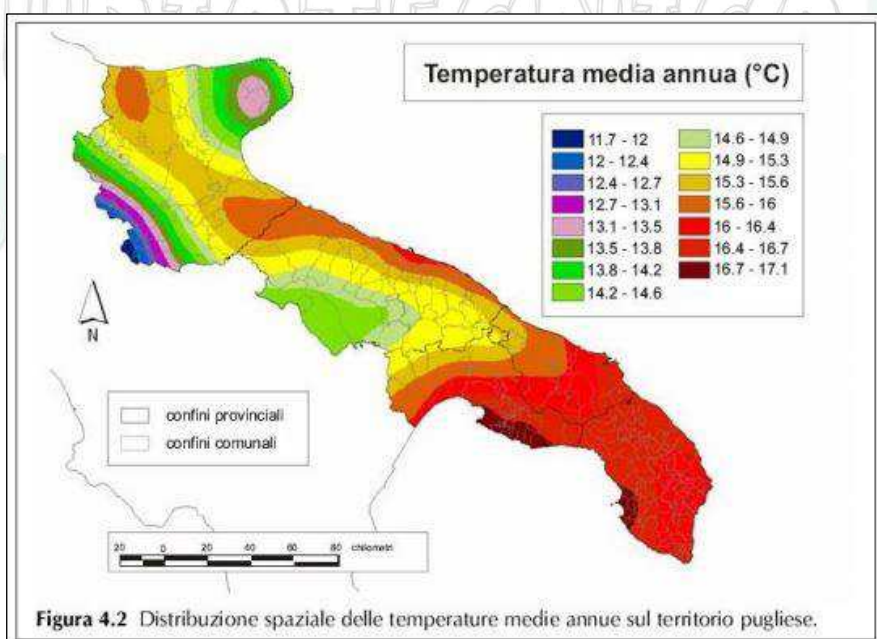 Temperatura media annua (°C)
11.7 - 12
12 - 12.4
12.4 - 12.7
12.7 - 13.1
13.1 - 13.5
13.5 - 13.8
13.8 - 14.2
14.2 - 14.6
14.6 - 14.9
14.9 - 15.3
15.3 - 15.6
15.6 - 16
16 - 16.4
16.4 - 16.7
16.7 - 17.1
N
confini provinciali
confini comunali
20 0 20 40 60 80 chilometri
Figura 4.2 Distribuzione spaziale delle temperature medie annue sul territorio pugliese.